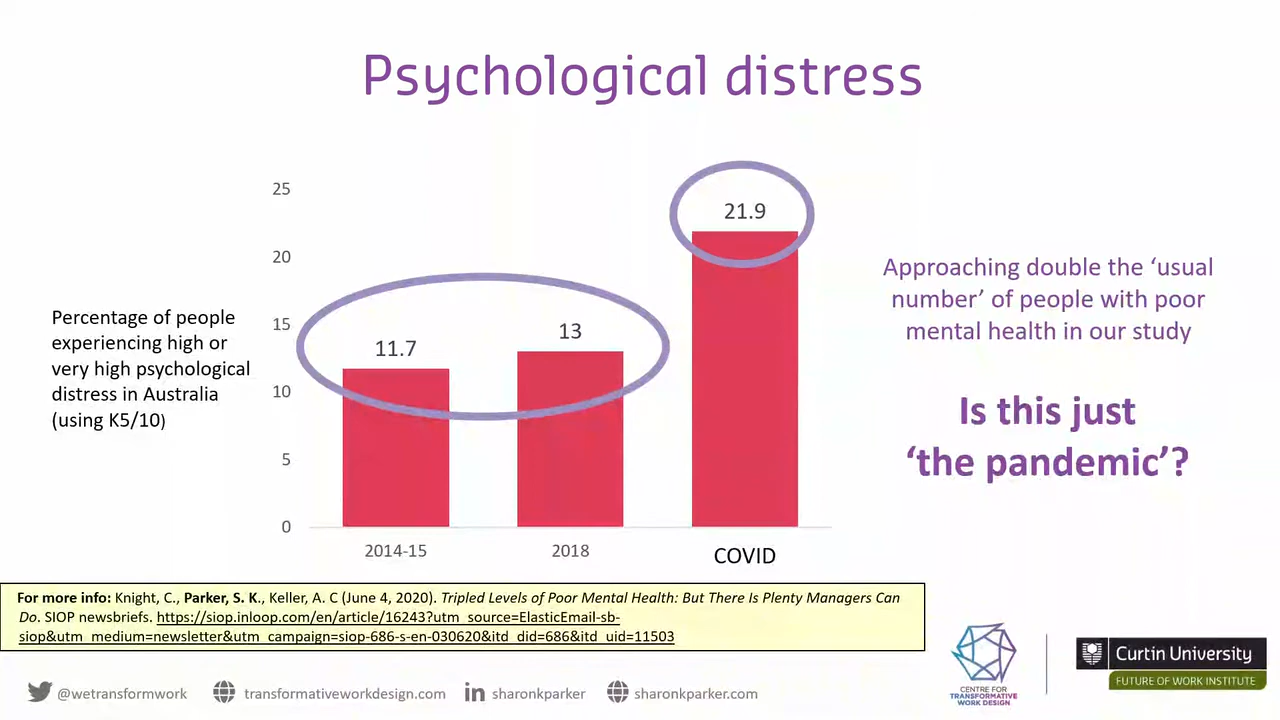 Psychological distress
Percentage of people
experiencing high or
very high psychological
distress in Australia
(using K5/10)
25
20
15
10
5
0
11.7
13
21.9
2014-15
2018
COVID
Approaching double the ‘usual
number’ of people with poor
mental health in our study
Is this just
‘the pandemic’?
For more info: Knight, C., Parker, S. K., Keller, A. C (June 4, 2020). Tripled Levels of Poor Mental Health: But There Is Plenty Managers Can
Do. SIOP newsbriefs. https://siop.inloop.com/en/article/16243?utm_source=ElasticEmail-sb-
siop&utm_medium=newsletter&utm_campaign=siop-686-s-en-030620&itd_did=686&itd_uid=11503
@wetransformwork
transformativeworkdesign.com
in sharonkparker
sharonkparker.com
CENTRE FOR
TRANSFORMATIVE
WORK DESIGN
Curtin University
FUTURE OF WORK INSTITUTE